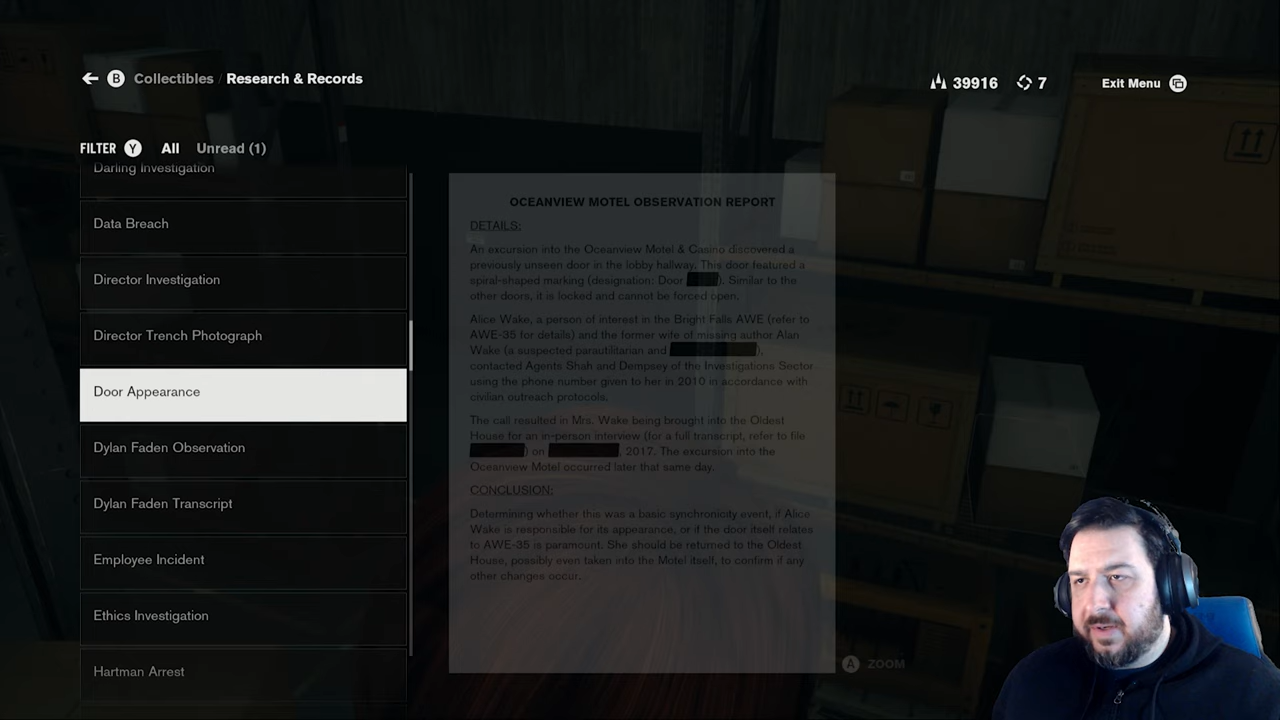 B Collectibles / Research & Records
39916 7 Exit Menu
FILTER Y All Unread (1)
Darling Investigation
Data Breach
Director Investigation
Director Trench Photograph
Door Appearance
Dylan Faden Observation
Dylan Faden Transcript
Employee Incident
Ethics Investigation
Hartman Arrest
OCEANVIEW MOTEL OBSERVATION REPORT
DETAILS:
An excursion into the Oceanview Motel & Casino discovered a
previously unseen door in the lobby hallway. This door featured a
spiral-shaped marking (designation: Door ). Similar to the
other doors, it is locked and cannot be forced open.
Alice Wake, a person of interest in the Bright Falls AWE (refer to
AWE-35 for details) and the former wife of missing author Alan
Wake (a suspected parautilitarian and ),
contacted Agents Shah and Dempsey of the Investigations Sector
using the phone number given to her in 2010 in accordance with
civilian outreach protocols.
The call resulted in Mrs. Wake being brought into the Oldest
House for an in-person interview (for a full transcript, refer to file
) on , 2017. The excursion into the
Oceanview Motel occurred later that same day.
CONCLUSION:
Determining whether this was a basic synchronicity event, if Alice
Wake is responsible for its appearance, or if the door itself relates
to AWE-35 is paramount. She should be returned to the Oldest
House, possibly even taken into the Motel itself, to confirm if any
other changes occur.
A ZOOM